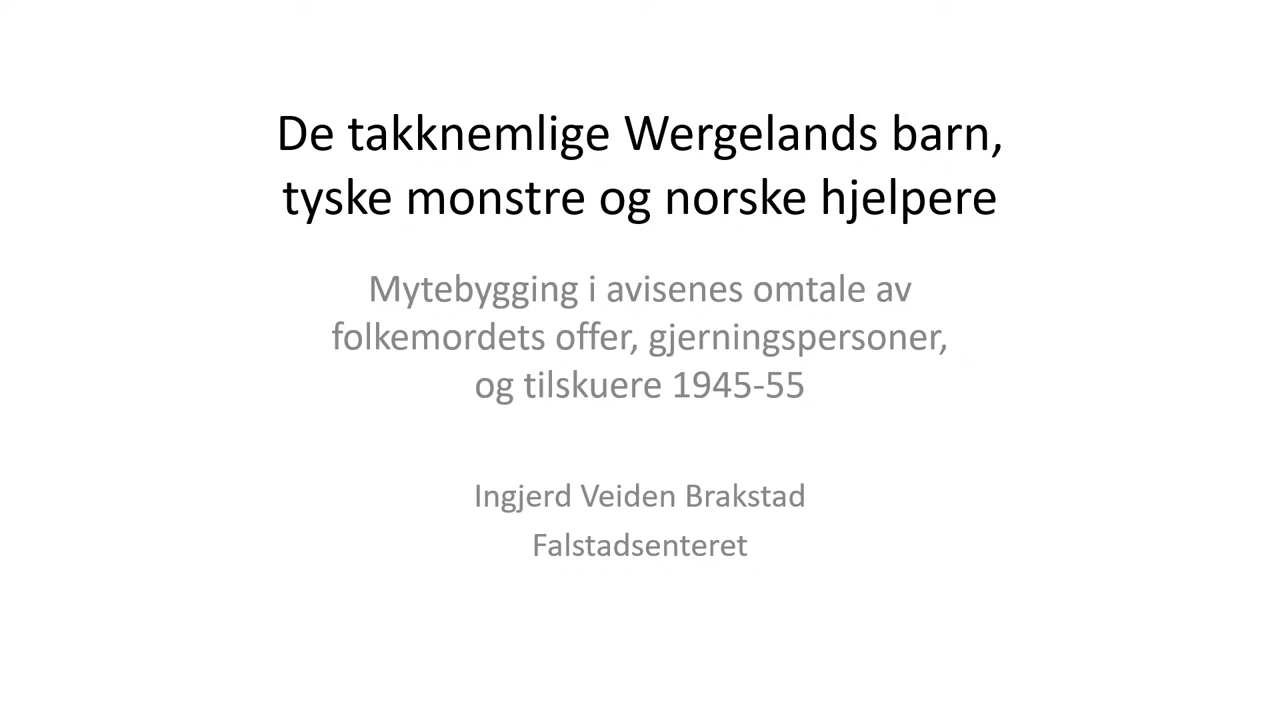 De takknemlige Wergelands barn,
tyske monstre og norske hjelpere
Mytebygging i avisenes omtale av
folkemordets offer, gjerningspersoner,
og tilskuere 1945-55
Ingjerd Veiden Brakstad
Falstadsenteret